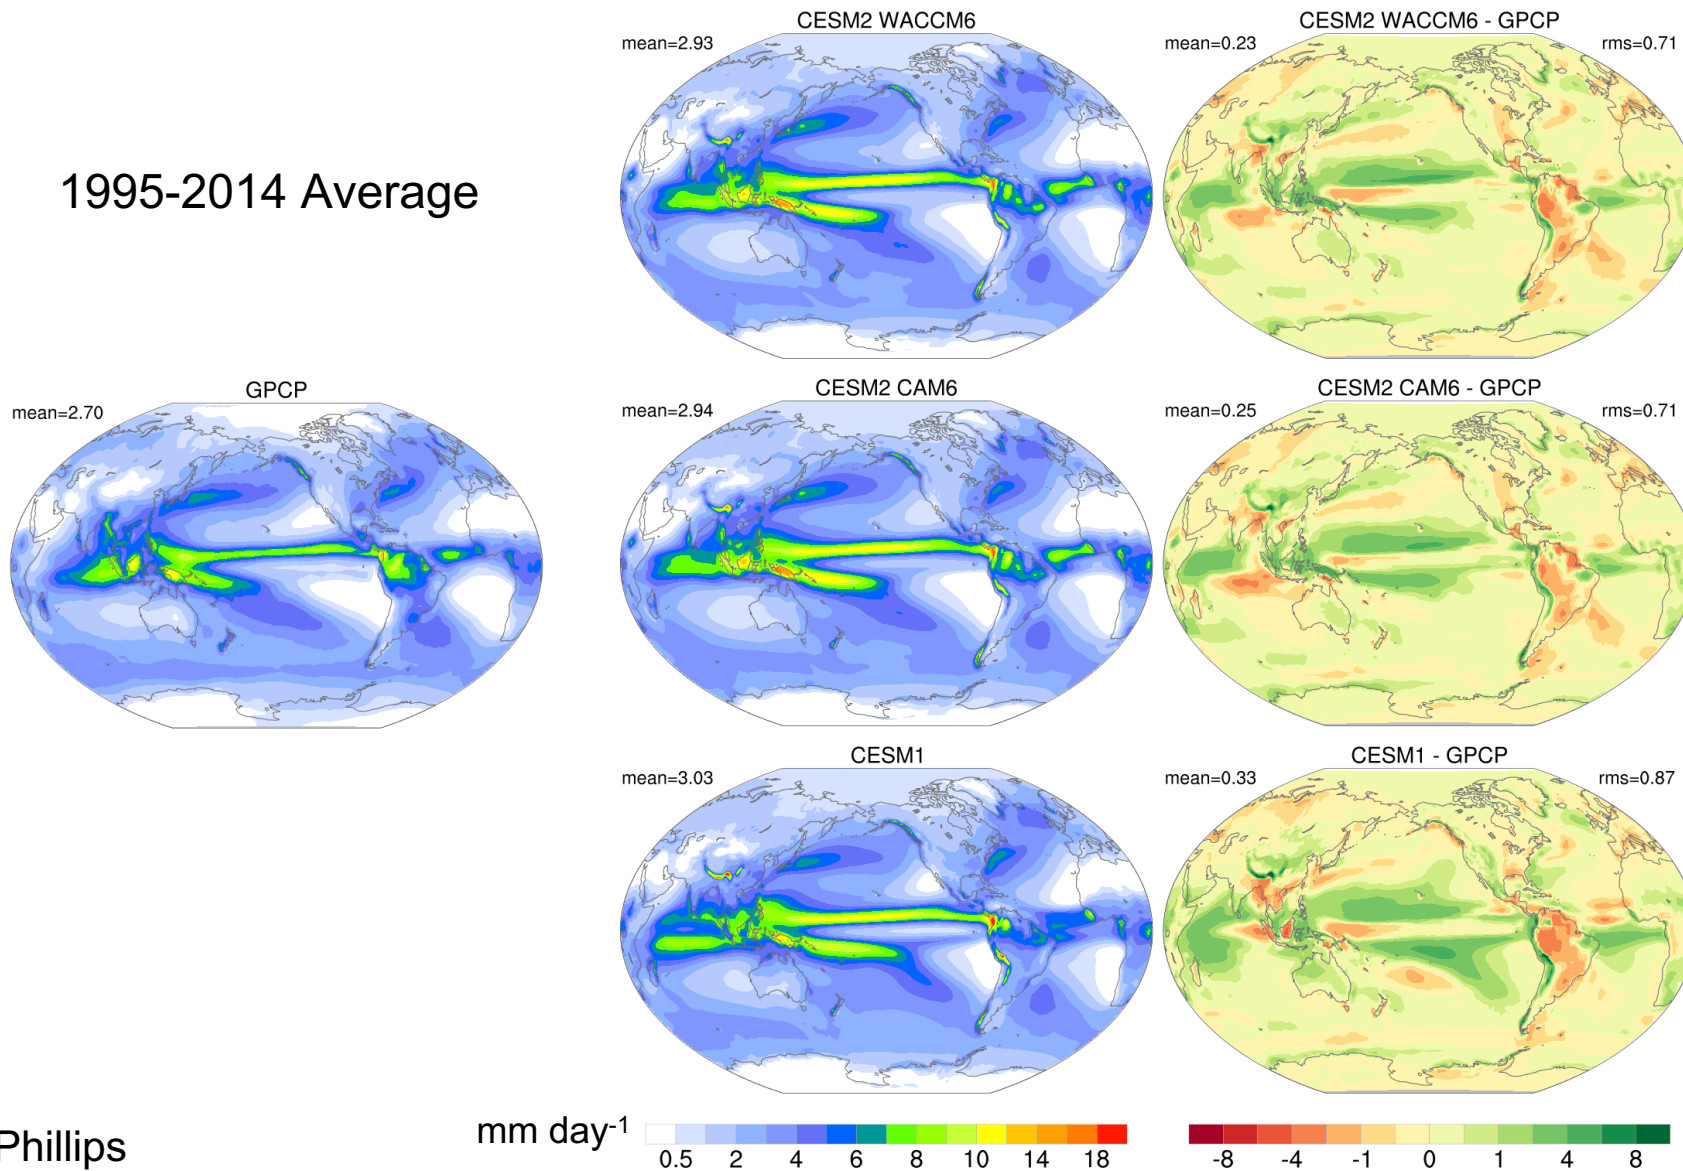 CESM2 WACCM6
mean=2.93
CESM2 WACCM6 - GPCP
mean=0.23
rms=0.71
1995-2014 Average
GPCP
mean=2.70
CESM2 CAM6
mean=2.94
CESM2 CAM6 - GPCP
mean=0.25
rms=0.71
CESM1
mean=3.03
CESM1 - GPCP
mean=0.33
rms=0.87
Phillips
mm day-1
0.5 2 4 6 8 10 14 18
-8 -4 -1 0 1 4 8